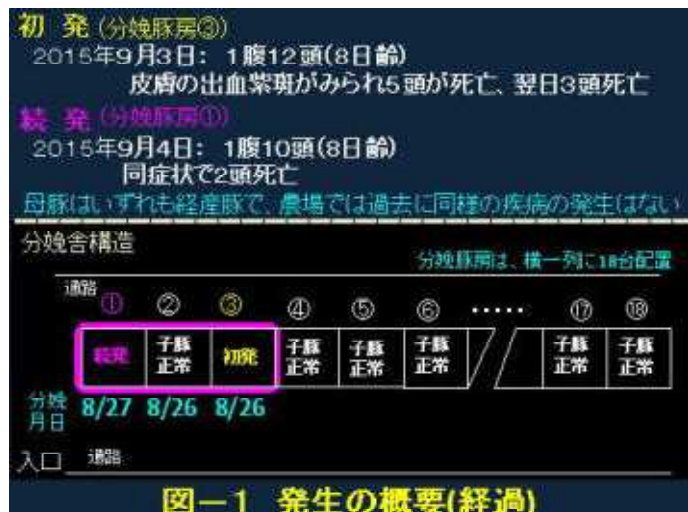 初 発 (分娩豚房③)
2015年9月3日: 1腹12頭(8日齢)
皮膚の出血紫斑がみられ5頭が死亡、翌日3頭死亡
続 発 (分娩豚房①)
2015年9月4日: 1腹10頭(8日齢)
同症状で2頭死亡
母豚はいずれも経産豚で、農場では過去に同様の疾病の発生はない
分娩舎構造
分娩豚房は、横一列に18台配置
通路
① ② ③ ④ ⑤ ⑥ ····· ⑰ ⑱
続発 子豚正常 初発 子豚正常 子豚正常 子豚正常 子豚正常 子豚正常
分娩月日 8/27 8/26 8/26
入口 通路
図－1 発生の概要(経過)